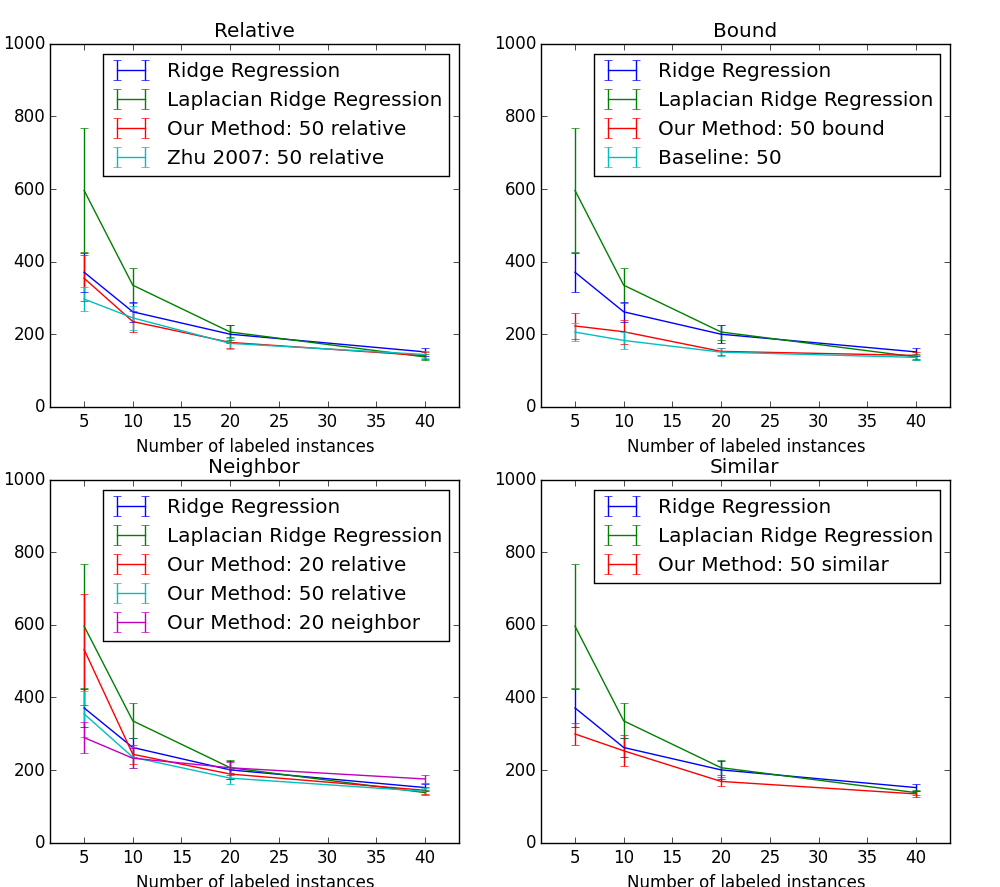 Relative
1000
800
600
400
200
0
Ridge Regression
Laplacian Ridge Regression
Our Method: 50 relative
Zhu 2007: 50 relative
5 10 15 20 25 30 35 40
Number of labeled instances
Bound
1000
800
600
400
200
0
Ridge Regression
Laplacian Ridge Regression
Our Method: 50 bound
Baseline: 50
5 10 15 20 25 30 35 40
Number of labeled instances
Neighbor
1000
800
600
400
200
0
Ridge Regression
Laplacian Ridge Regression
Our Method: 20 relative
Our Method: 50 relative
Our Method: 20 neighbor
5 10 15 20 25 30 35 40
Number of labeled instances
Similar
1000
800
600
400
200
0
Ridge Regression
Laplacian Ridge Regression
Our Method: 50 similar
5 10 15 20 25 30 35 40
Number of labeled instances